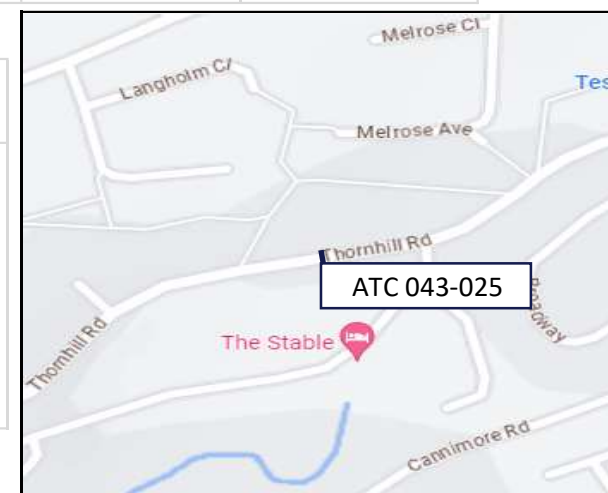 Melrose Cl
Langholm Cl
Tes
Melrose Ave
Thornhill Rd
ATC 043-025
Broadway
The Stable
Thornhill Rd
Cannimore Rd